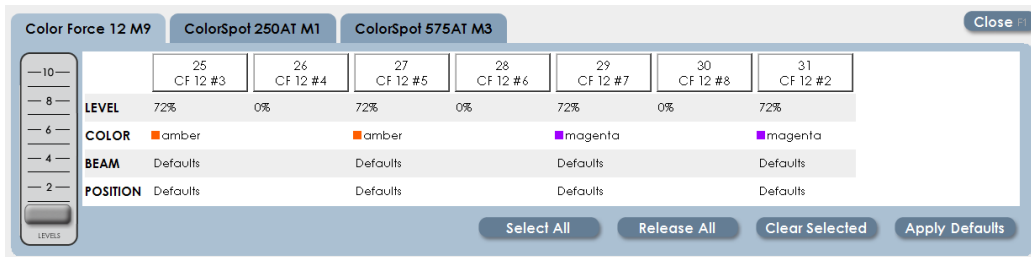 Color Force 12 M9 ColorSpot 250AT M1 ColorSpot 575AT M3 Close F1
10
8
6
4
2
LEVELS
25 26 27 28 29 30 31
CF 12 #3 CF 12 #4 CF 12 #5 CF 12 #6 CF 12 #7 CF 12 #8 CF 12 #2
LEVEL 72% 0% 72% 0% 72% 0% 72%
COLOR amber amber magenta magenta
BEAM Defaults Defaults Defaults Defaults
POSITION Defaults Defaults Defaults Defaults
Select All Release All Clear Selected Apply Defaults